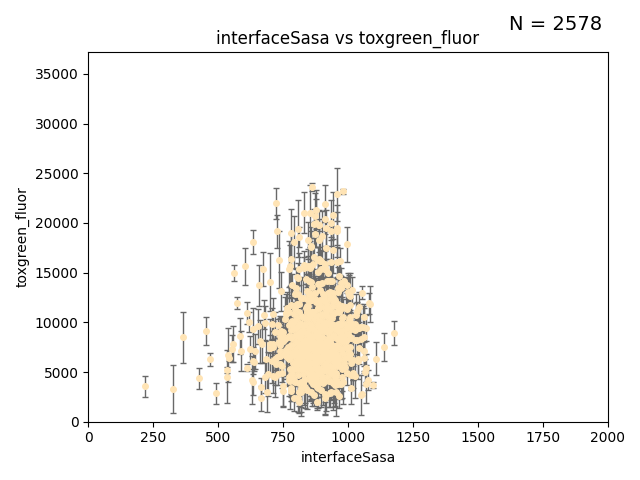 N = 2578
interfaceSasa vs toxgreen_fluor
toxgreen_fluor
35000
30000
25000
20000
15000
10000
5000
0
0 250 500 750 1000 1250 1500 1750 2000
interfaceSasa